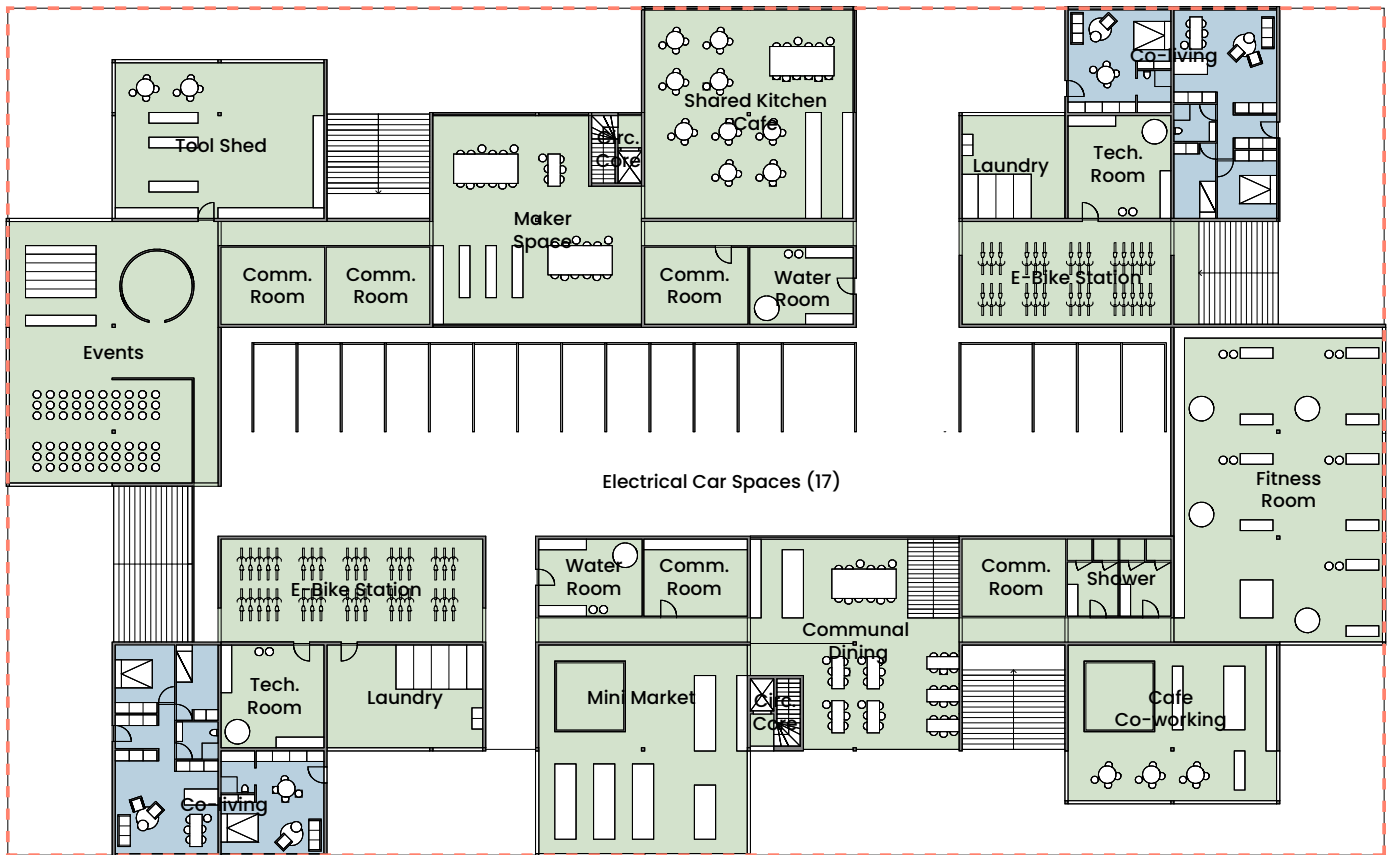 Co-living
Shared Kitchen
Cafe
Tool Shed
Circ.
Core
Laundry
Tech.
Room
Maker
Space
Comm.
Room
Comm.
Room
Comm.
Room
Water
Room
E-Bike Station
Events
Electrical Car Spaces (17)
Fitness
Room
E-Bike Station
Water
Room
Comm.
Room
Comm.
Room
Shower
Communal
Dining
Tech.
Room
Laundry
Mini Market
Circ.
Core
Cafe
Co-working
Co-living